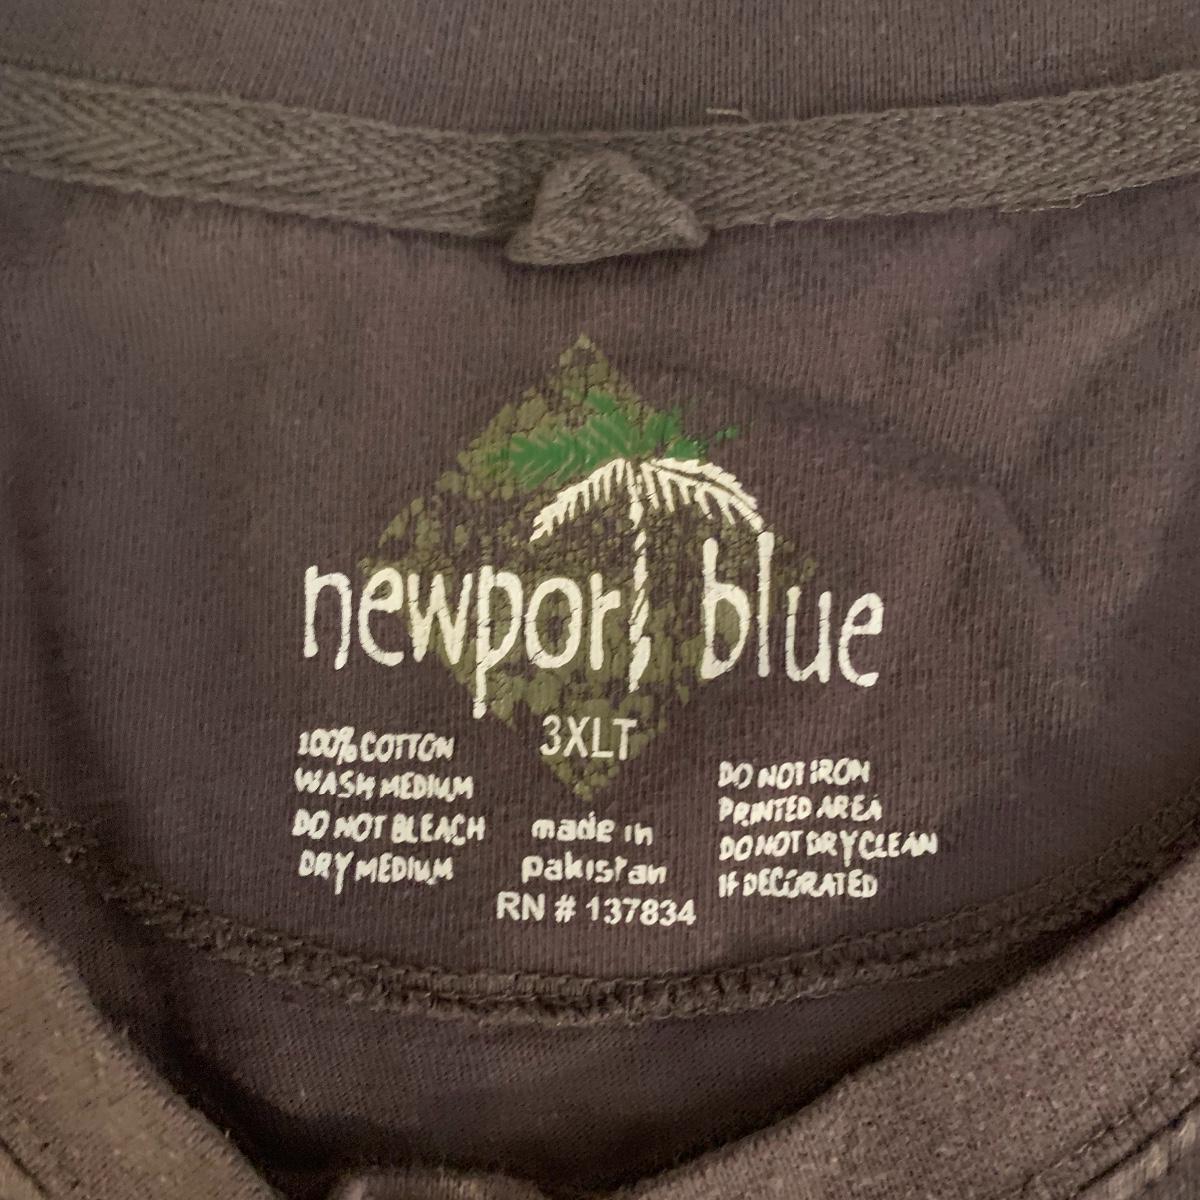 newport blue
3XLT
100% COTTON
WASH MEDIUM
DO NOT BLEACH
DRY MEDIUM
made in
pakistan
RN # 137834
DO NOT IRON
PRINTED AREA
DO NOT DRY CLEAN
IF DECORATED